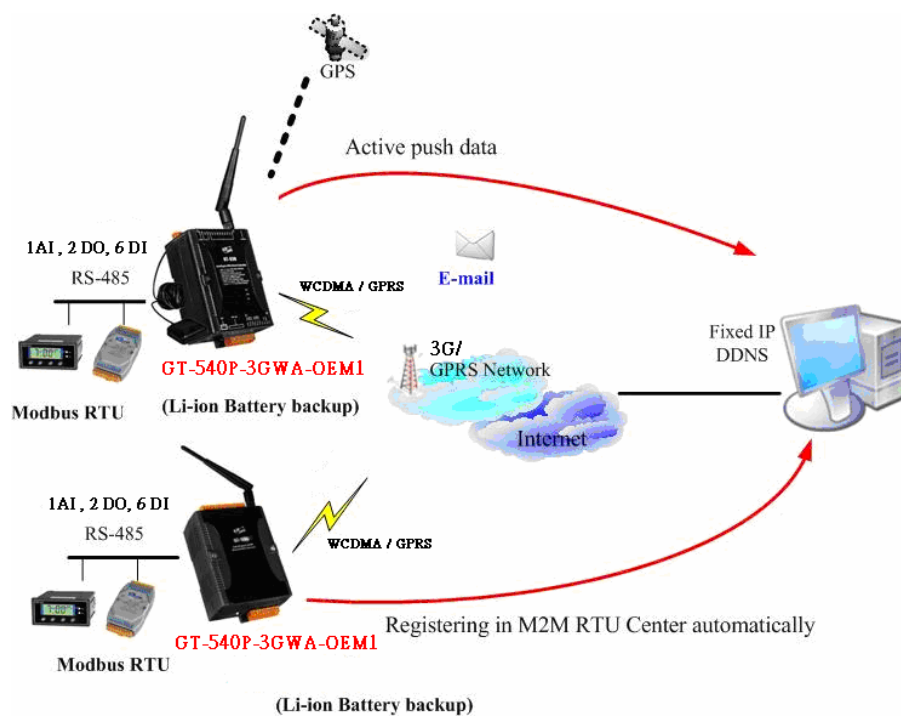 GPS
Active push data
1AI , 2 DO, 6 DI
RS-485
WCDMA / GPRS
E-mail
Fixed IP
DDNS
3G/
GPRS Network
GT-540P-3GWA-OEM1
Modbus RTU
(Li-ion Battery backup)
Internet
1AI , 2 DO, 6 DI
RS-485
WCDMA / GPRS
Registering in M2M RTU Center automatically
GT-540P-3GWA-OEM1
Modbus RTU
(Li-ion Battery backup)